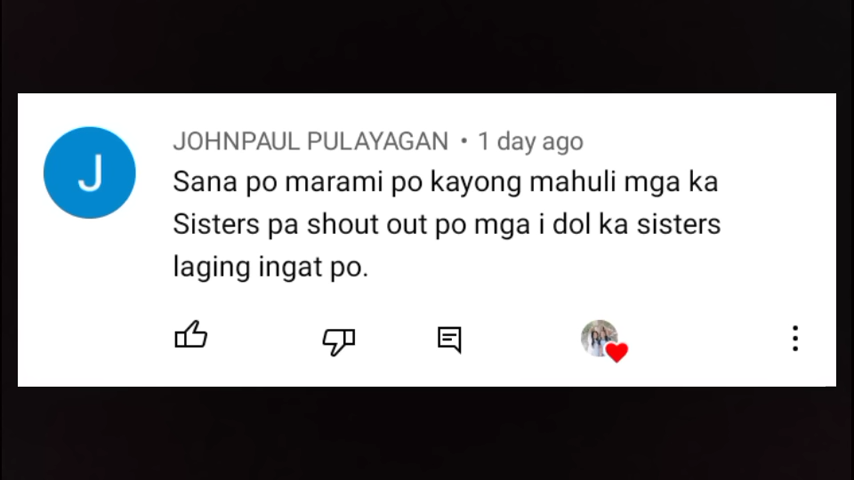 J
JOHNPAUL PULAYAGAN • 1 day ago
Sana po marami po kayong mahuli mga ka
Sisters pa shout out po mga i dol ka sisters
laging ingat po.